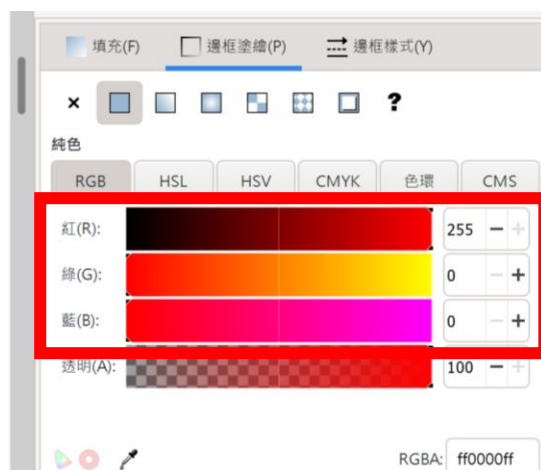 填充(F) 邊框塗繪(P) 邊框樣式(Y)
× ?
純色
RGB HSL HSV CMYK 色環 CMS
紅(R): 255 − +
綠(G): 0 − +
藍(B): 0 − +
透明(A): 100 − +
RGBA: ff0000ff